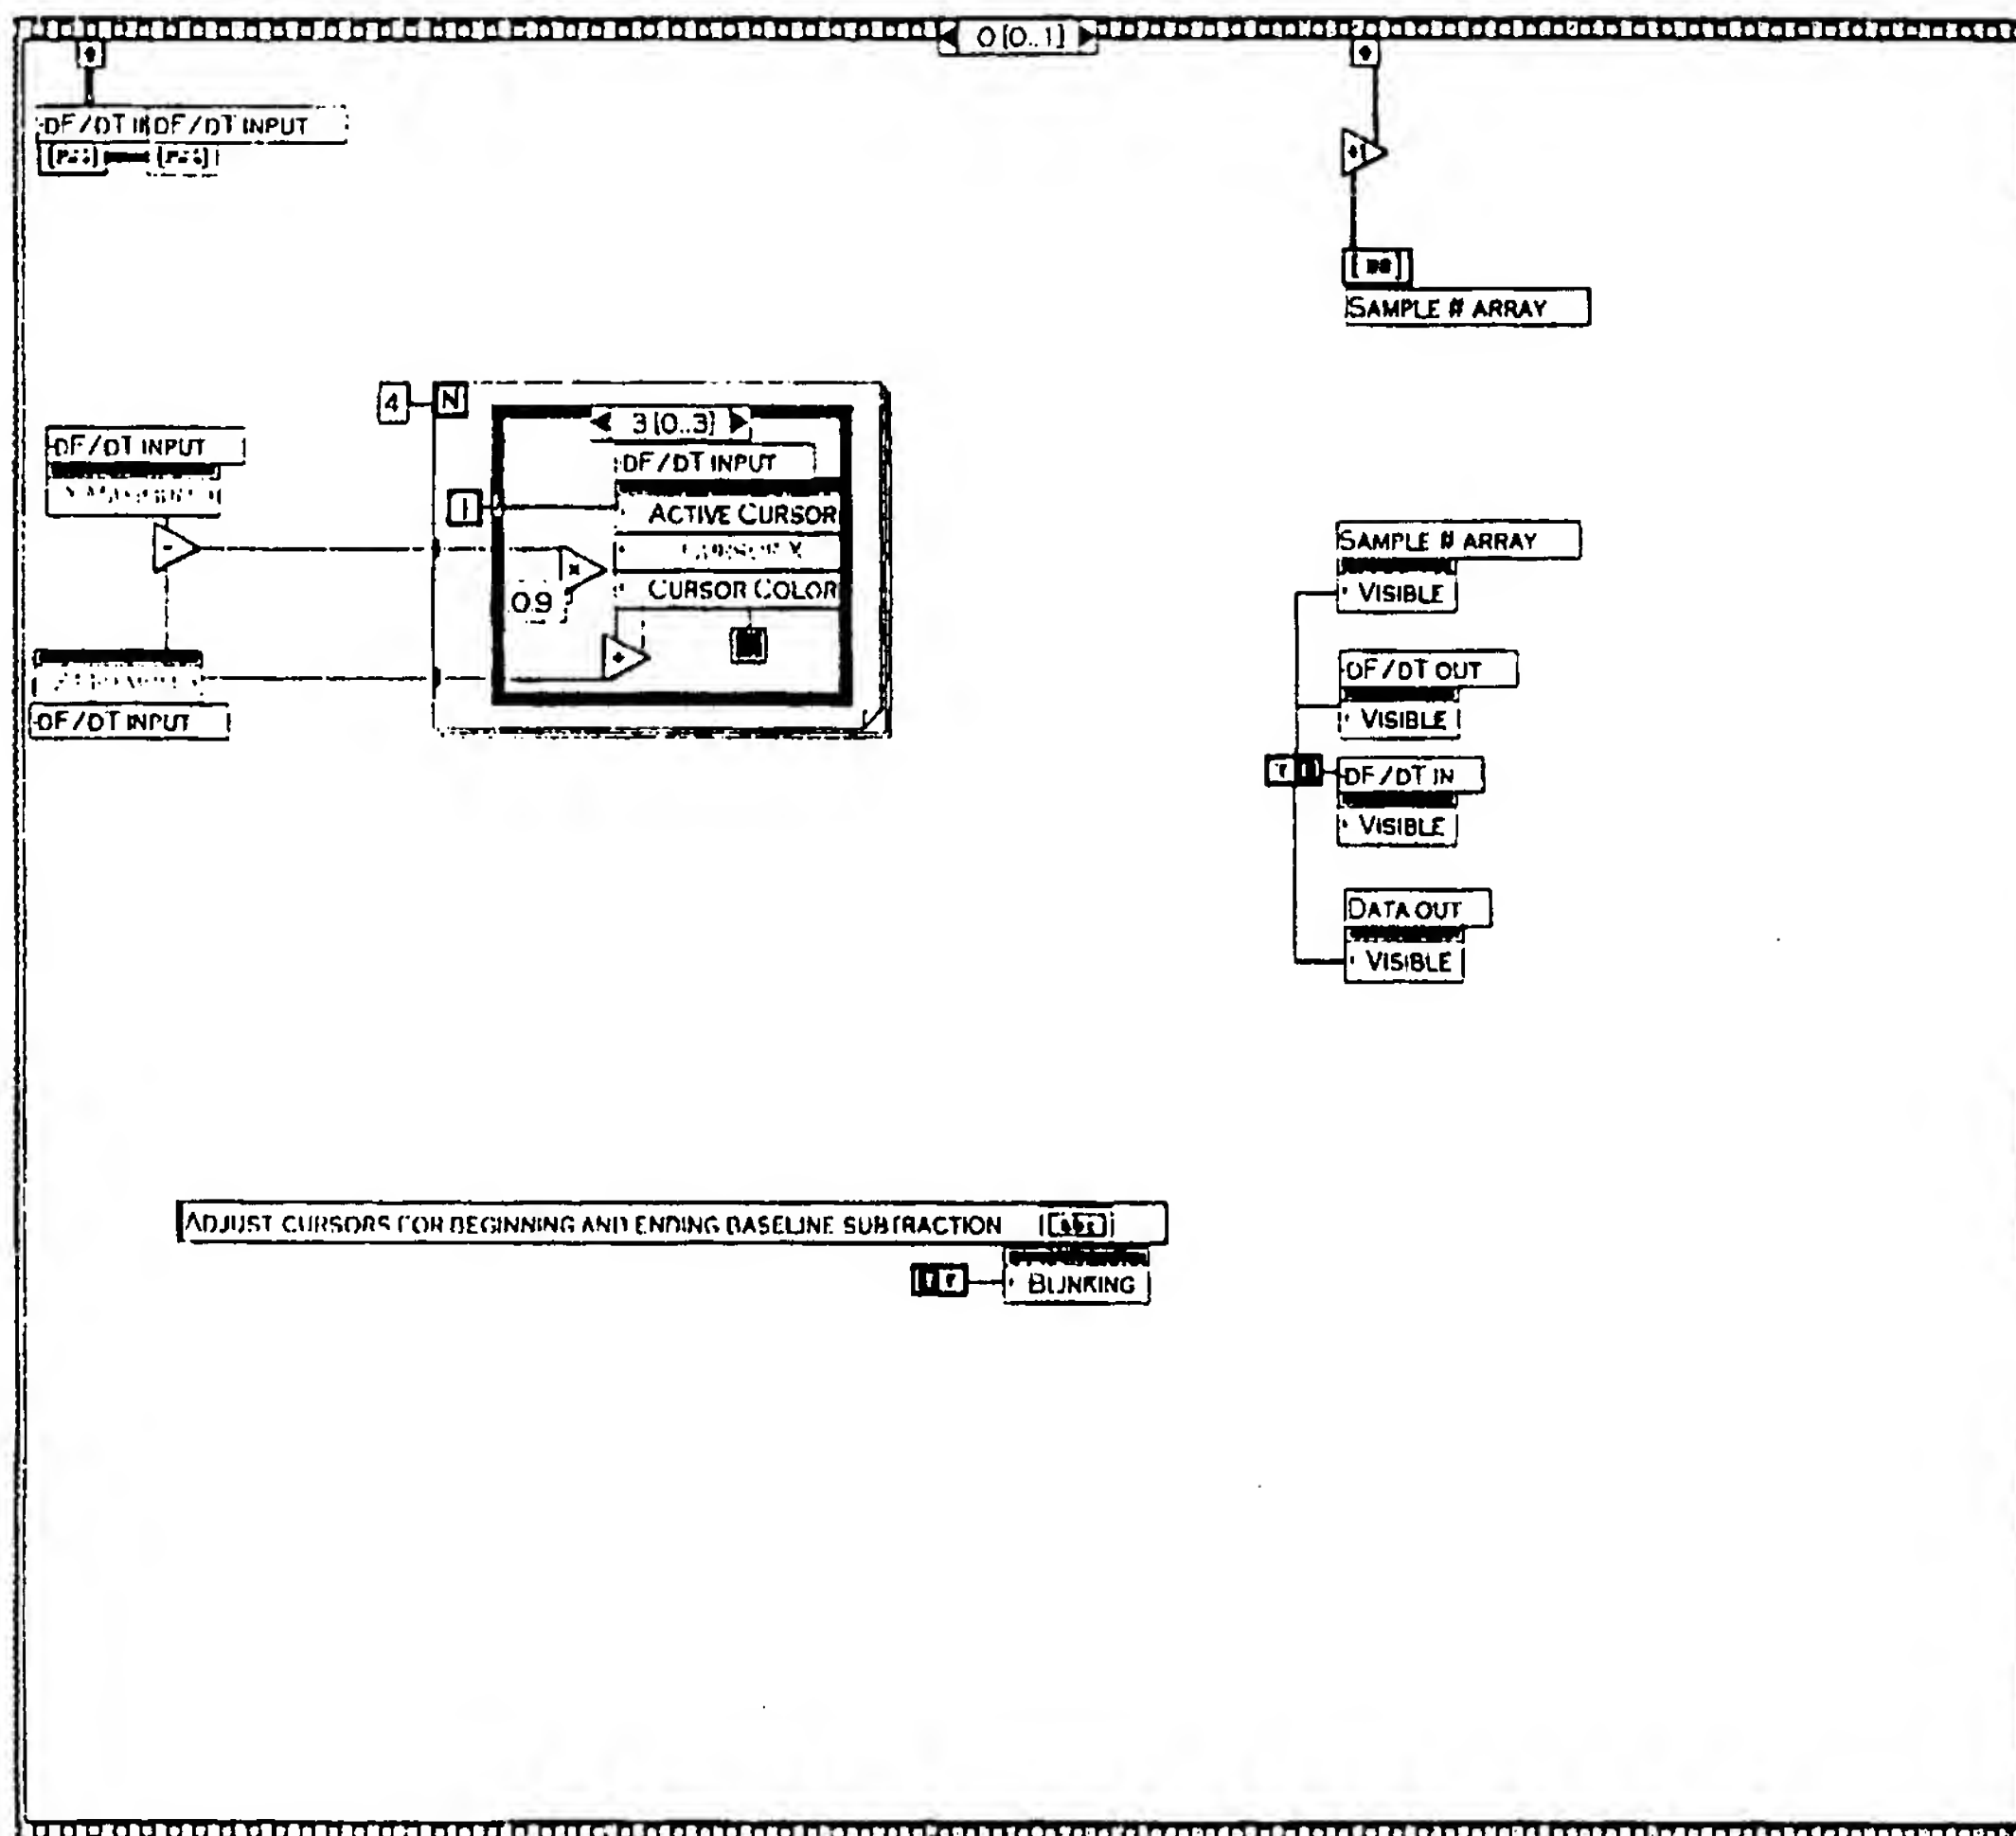 0 [0..1]
DF/DT IN DF/DT INPUT
SAMPLE # ARRAY
4 N
3 [0..3]
DF/DT INPUT
DF/DT INPUT
I
ACTIVE CURSOR
CURSOR X
0.9
CURSOR COLOR
DF/DT INPUT
SAMPLE # ARRAY
VISIBLE
DF/DT OUT
VISIBLE
DF/DT IN
VISIBLE
DATA OUT
VISIBLE
ADJUST CURSORS FOR BEGINNING AND ENDING BASELINE SUBTRACTION abc
BLINKING